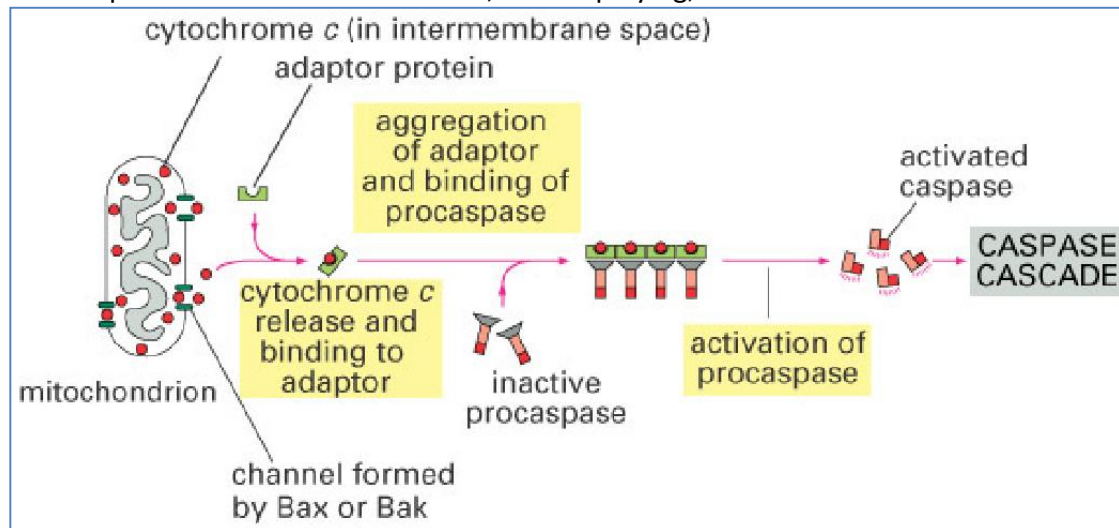 cytochrome c (in intermembrane space)
adaptor protein
aggregation
of adaptor
and binding of
procaspase
activated
caspase
CASPASE
CASCADE
cytochrome c
release and
binding to
adaptor
inactive
procaspase
activation of
procaspase
mitochondrion
channel formed
by Bax or Bak